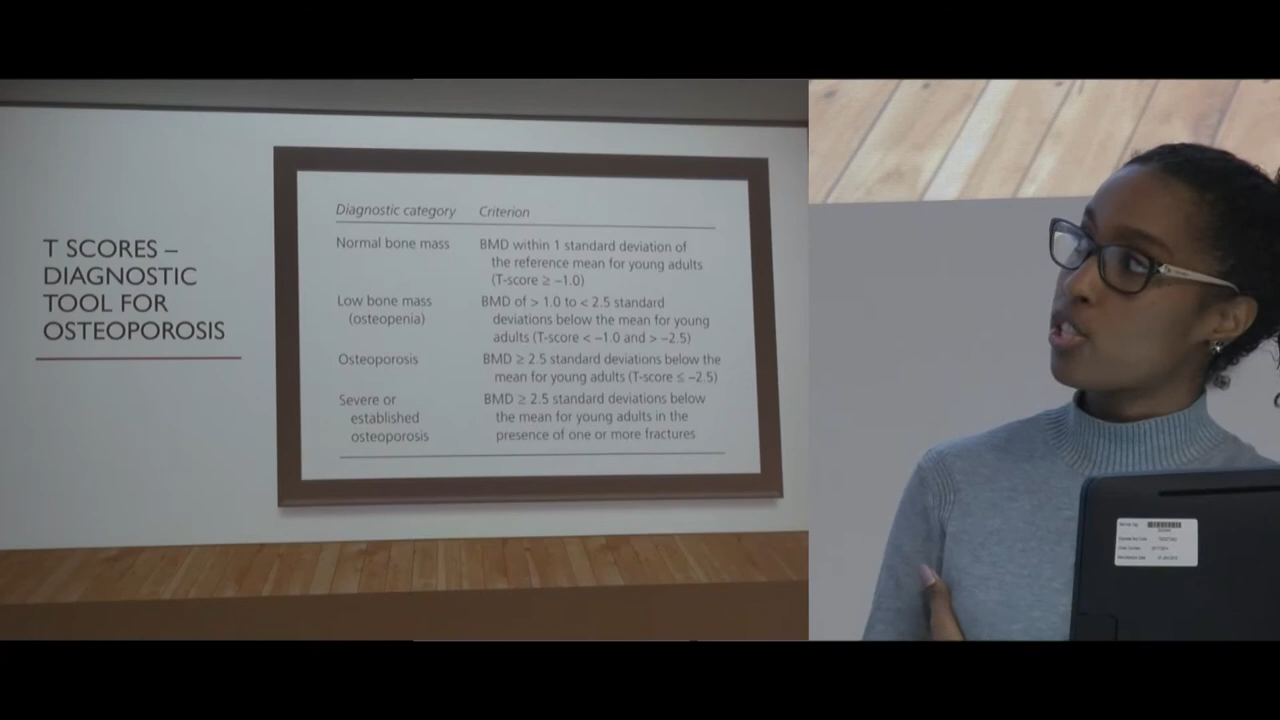 T SCORES –
DIAGNOSTIC
TOOL FOR
OSTEOPOROSIS
Diagnostic category Criterion
Normal bone mass BMD within 1 standard deviation of
the reference mean for young adults
(T-score ≥ −1.0)
Low bone mass BMD of > 1.0 to < 2.5 standard
(osteopenia) deviations below the mean for young
adults (T-score < −1.0 and > −2.5)
Osteoporosis BMD ≥ 2.5 standard deviations below the
mean for young adults (T-score ≤ −2.5)
Severe or BMD ≥ 2.5 standard deviations below
established the mean for young adults in the
osteoporosis presence of one or more fractures